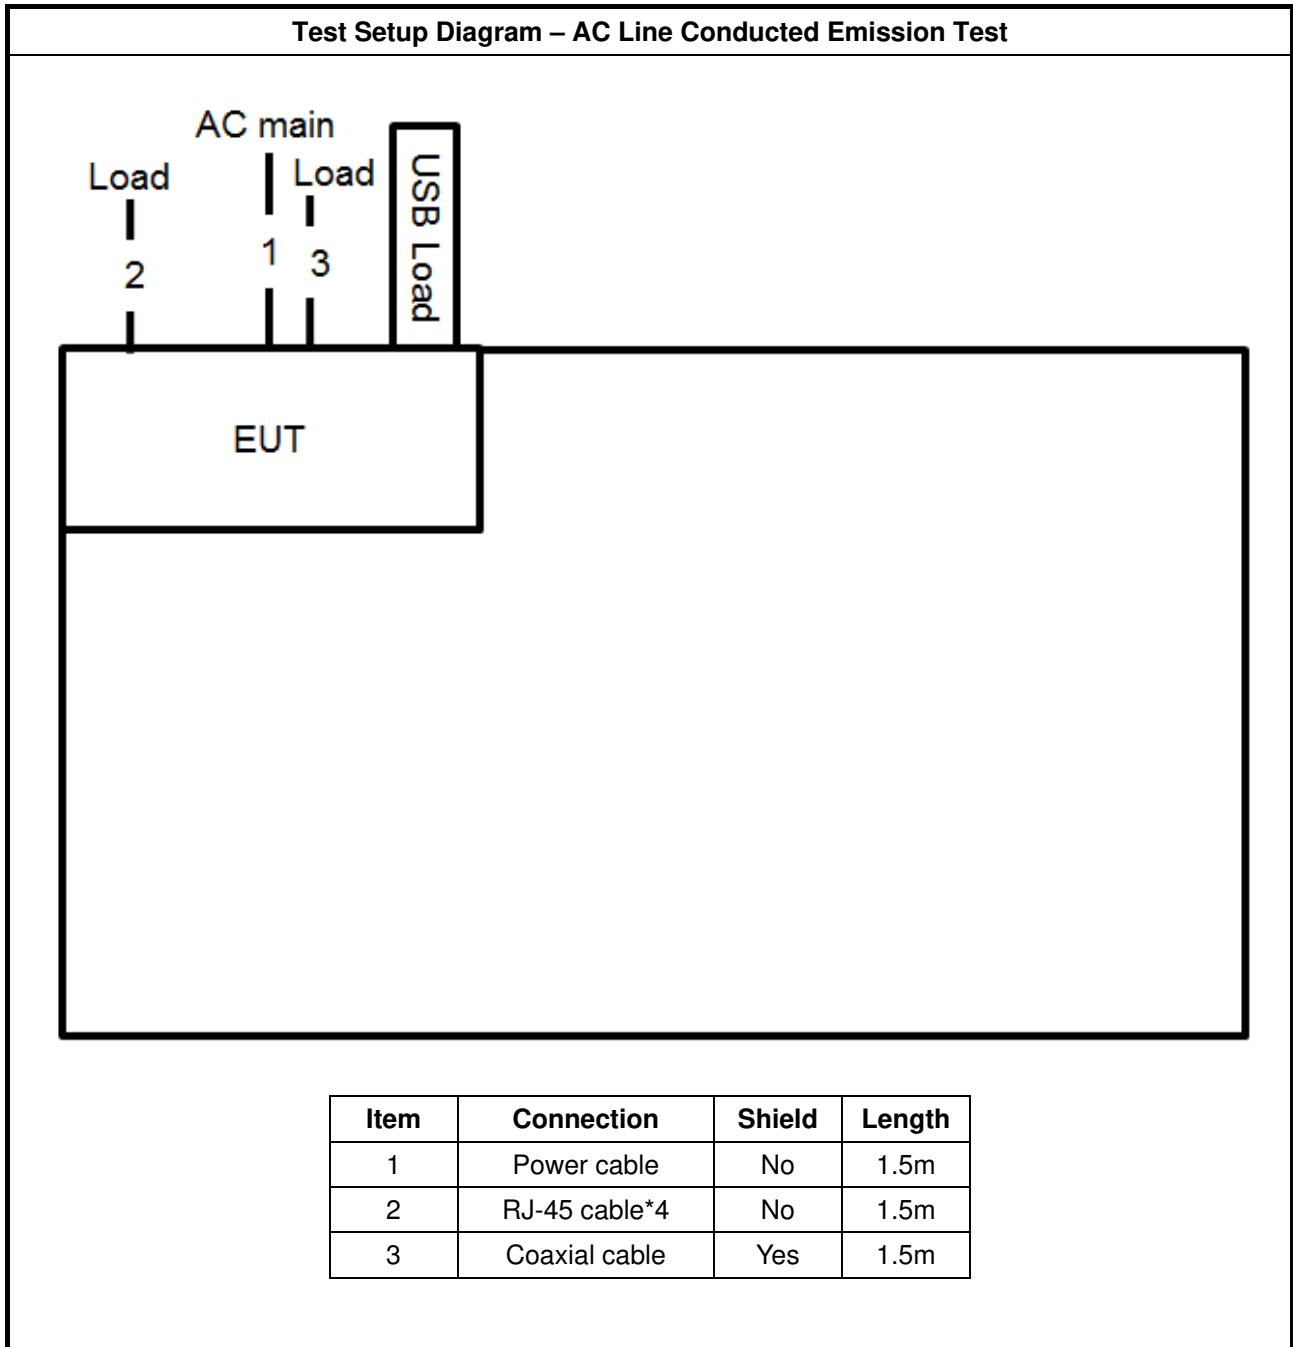 Test Setup Diagram – AC Line Conducted Emission Test
AC main
Load
Load
USB Load
1
3
2
EUT
Item Connection Shield Length
1 Power cable No 1.5m
2 RJ-45 cable*4 No 1.5m
3 Coaxial cable Yes 1.5m